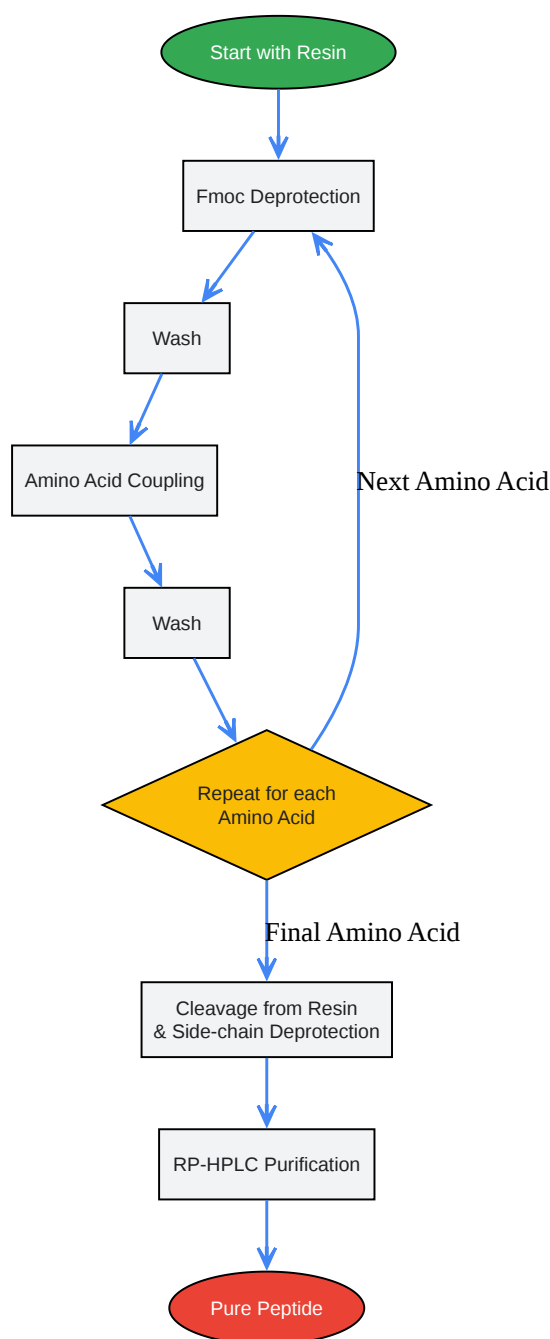 Start with Resin
Fmoc Deprotection
Wash
Amino Acid Coupling
Next Amino Acid
Wash
Repeat for each
Amino Acid
Final Amino Acid
Cleavage from Resin
& Side-chain Deprotection
RP-HPLC Purification
Pure Peptide